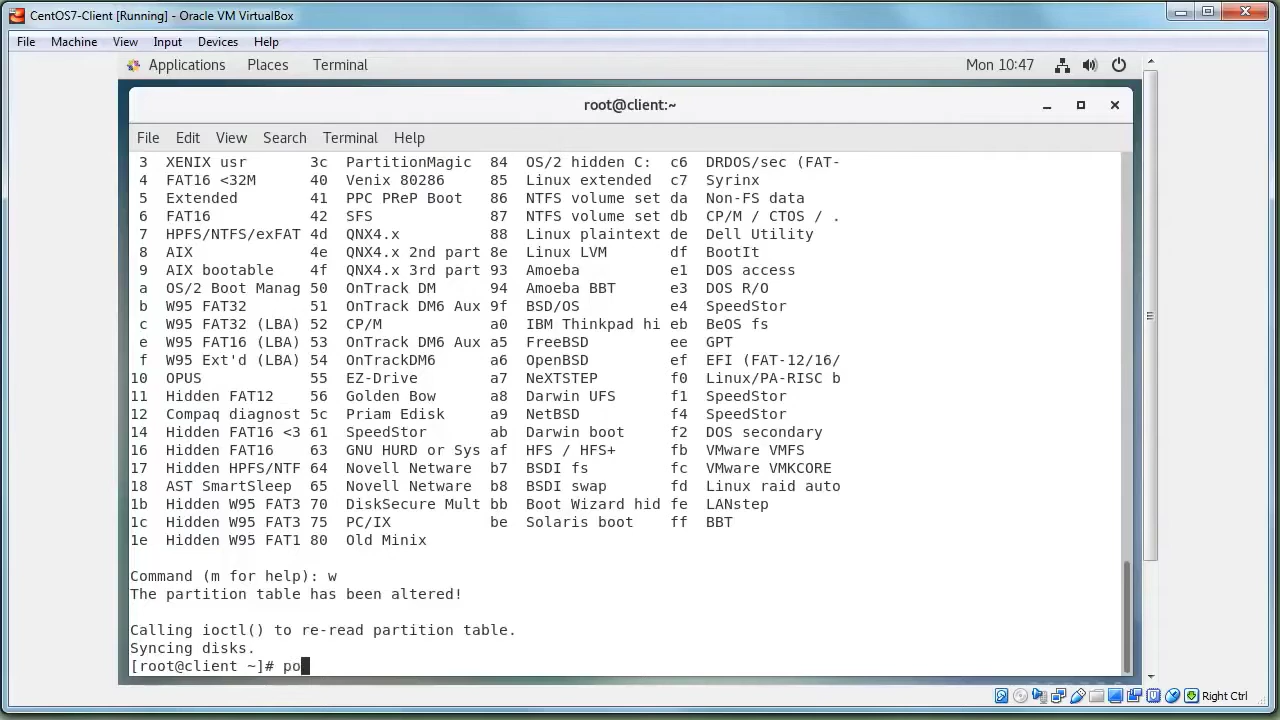 CentOS7-Client [Running] - Oracle VM VirtualBox
File Machine View Input Devices Help
Applications Places Terminal Mon 10:47
root@client:~
File Edit View Search Terminal Help
3 XENIX usr 3c PartitionMagic 84 OS/2 hidden C: c6 DRDOS/sec (FAT-
4 FAT16 <32M 40 Venix 80286 85 Linux extended c7 Syrinx
5 Extended 41 PPC PReP Boot 86 NTFS volume set da Non-FS data
6 FAT16 42 SFS 87 NTFS volume set db CP/M / CTOS / .
7 HPFS/NTFS/exFAT 4d QNX4.x 88 Linux plaintext de Dell Utility
8 AIX 4e QNX4.x 2nd part 8e Linux LVM df BootIt
9 AIX bootable 4f QNX4.x 3rd part 93 Amoeba e1 DOS access
a OS/2 Boot Manag 50 OnTrack DM 94 Amoeba BBT e3 DOS R/O
b W95 FAT32 51 OnTrack DM6 Aux 9f BSD/OS e4 SpeedStor
c W95 FAT32 (LBA) 52 CP/M a0 IBM Thinkpad hi eb BeOS fs
e W95 FAT16 (LBA) 53 OnTrack DM6 Aux a5 FreeBSD ee GPT
f W95 Ext'd (LBA) 54 OnTrackDM6 a6 OpenBSD ef EFI (FAT-12/16/
10 OPUS 55 EZ-Drive a7 NeXTSTEP f0 Linux/PA-RISC b
11 Hidden FAT12 56 Golden Bow a8 Darwin UFS f1 SpeedStor
12 Compaq diagnost 5c Priam Edisk a9 NetBSD f4 SpeedStor
14 Hidden FAT16 <3 61 SpeedStor ab Darwin boot f2 DOS secondary
16 Hidden FAT16 63 GNU HURD or Sys af HFS / HFS+ fb VMware VMFS
17 Hidden HPFS/NTF 64 Novell Netware b7 BSDI fs fc VMware VMKCORE
18 AST SmartSleep 65 Novell Netware b8 BSDI swap fd Linux raid auto
1b Hidden W95 FAT3 70 DiskSecure Mult bb Boot Wizard hid fe LANstep
1c Hidden W95 FAT3 75 PC/IX be Solaris boot ff BBT
1e Hidden W95 FAT1 80 Old Minix
Command (m for help): w
The partition table has been altered!
Calling ioctl() to re-read partition table.
Syncing disks.
[root@client ~]# po
Right Ctrl